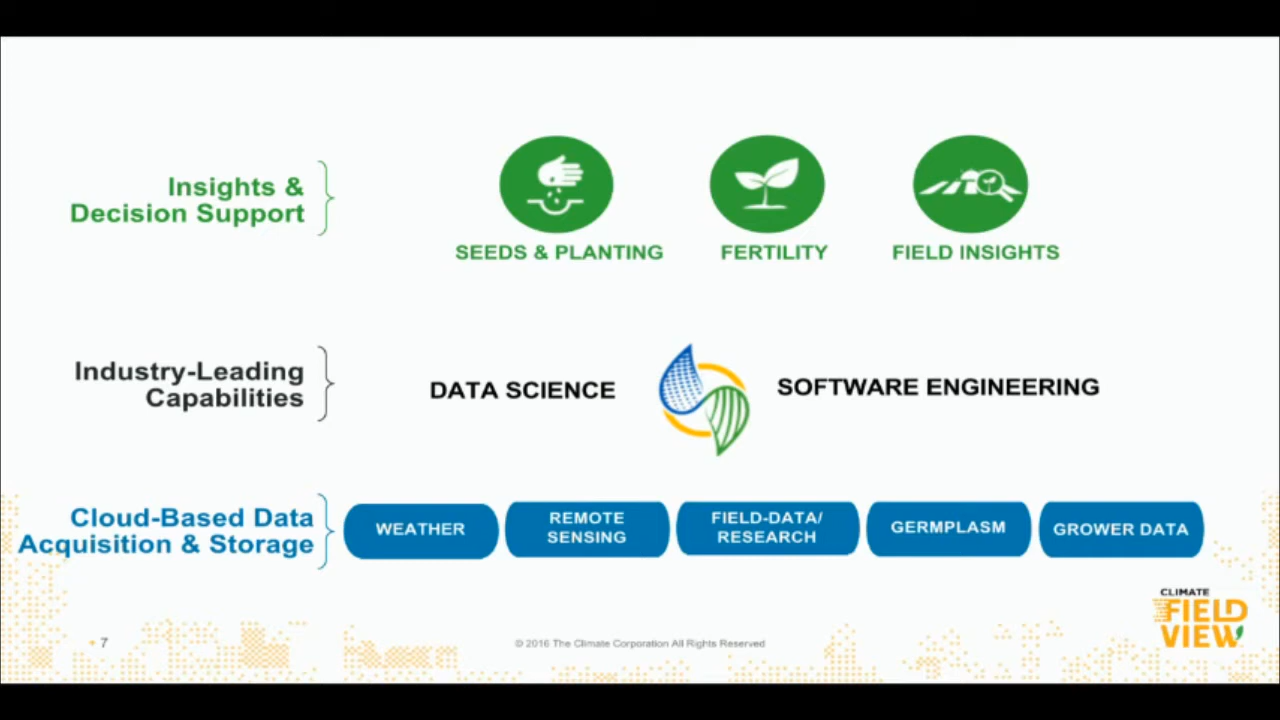 Insights &
Decision Support
SEEDS & PLANTING
FERTILITY
FIELD INSIGHTS
Industry-Leading
Capabilities
DATA SCIENCE
SOFTWARE ENGINEERING
Cloud-Based Data
Acquisition & Storage
WEATHER
REMOTE
SENSING
FIELD-DATA/
RESEARCH
GERMPLASM
GROWER DATA
CLIMATE
FIELD
VIEW
7
© 2016 The Climate Corporation All Rights Reserved